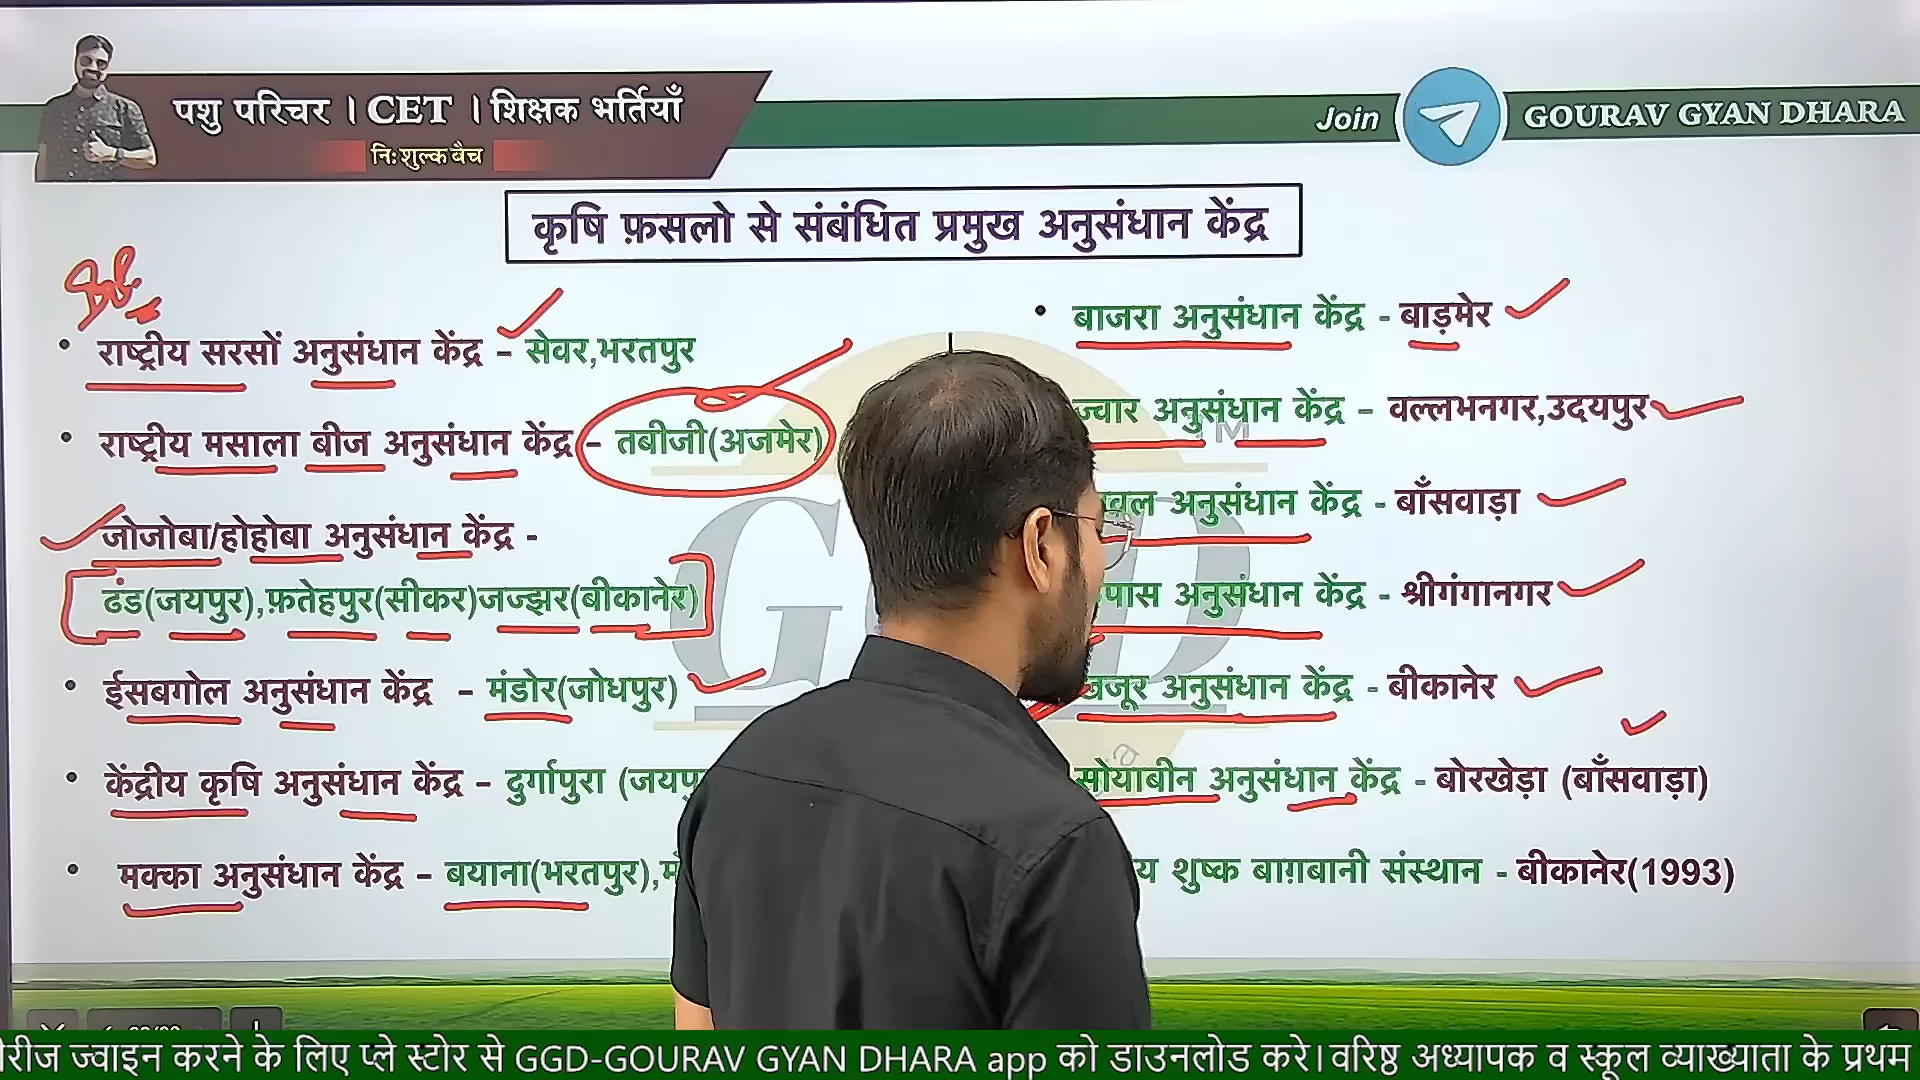 पशु परिचर । CET । शिक्षक भर्तियाँ
नि:शुल्क बैच
Join GOURAV GYAN DHARA
कृषि फ़सलो से संबंधित प्रमुख अनुसंधान केंद्र
• राष्ट्रीय सरसों अनुसंधान केंद्र – सेवर,भरतपुर
• राष्ट्रीय मसाला बीज अनुसंधान केंद्र – तबीजी(अजमेर)
जोजोबा/होहोबा अनुसंधान केंद्र -
ढंड(जयपुर),फ़तेहपुर(सीकर)जज्झर(बीकानेर)
• ईसबगोल अनुसंधान केंद्र – मंडोर(जोधपुर)
• केंद्रीय कृषि अनुसंधान केंद्र – दुर्गापुरा
• मक्का अनुसंधान केंद्र – बयाना(भरतपुर),
• बाजरा अनुसंधान केंद्र - बाड़मेर
ज्वार अनुसंधान केंद्र – वल्लभनगर,उदयपुर
अनुसंधान केंद्र - बाँसवाड़ा
अनुसंधान केंद्र - श्रीगंगानगर
खजूर अनुसंधान केंद्र - बीकानेर
सोयाबीन अनुसंधान केंद्र - बोरखेड़ा (बाँसवाड़ा)
शुष्क बाग़बानी संस्थान - बीकानेर(1993)
TM
ज्वाइन करने के लिए प्ले स्टोर से GGD-GOURAV GYAN DHARA app को डाउनलोड करे। वरिष्ठ अध्यापक व स्कूल व्याख्याता के प्रथम